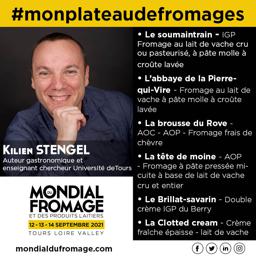 #monplateaudefromages
• Le soumaintrain - IGP
Fromage au lait de vache cru
ou pasteurisé, à pâte molle à
croûte lavée
• L'abbaye de la Pierre-
qui-Vire - Fromage au lait de
vache à pâte molle à croûte
lavée
• La brousse du Rove -
AOC - AOP - Fromage frais de
chèvre
• La tête de moine - AOP
- Fromage à pâte pressée mi-
cuite à base de lait de vache
cru et entier
• Le Brillat-savarin - Double
crème IGP du Berry
• La Clotted cream - Crème
fraîche épaisse - lait de vache
KILIEN STENGEL
Auteur gastronomique et
enseignant chercheur Université deTours
MONDIAL
DU
FROMAGE
ET DES PRODUITS LAITIERS
12 - 13 - 14 SEPTEMBRE 2021
TOURS LOIRE VALLEY
mondialdufromage.com